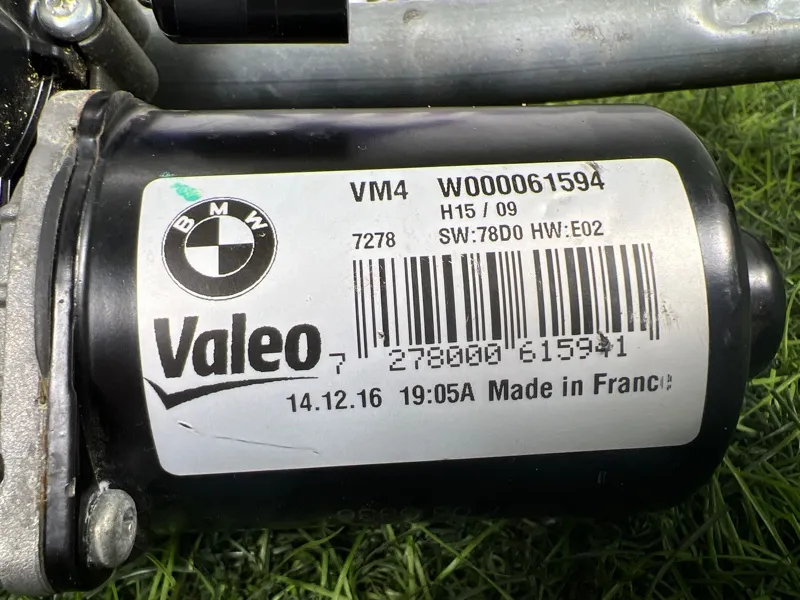 BMW
VM4 W000061594
H15 / 09
7278 SW:78D0 HW:E02
Valeo
7 278000 615941
14.12.16 19:05A Made in France